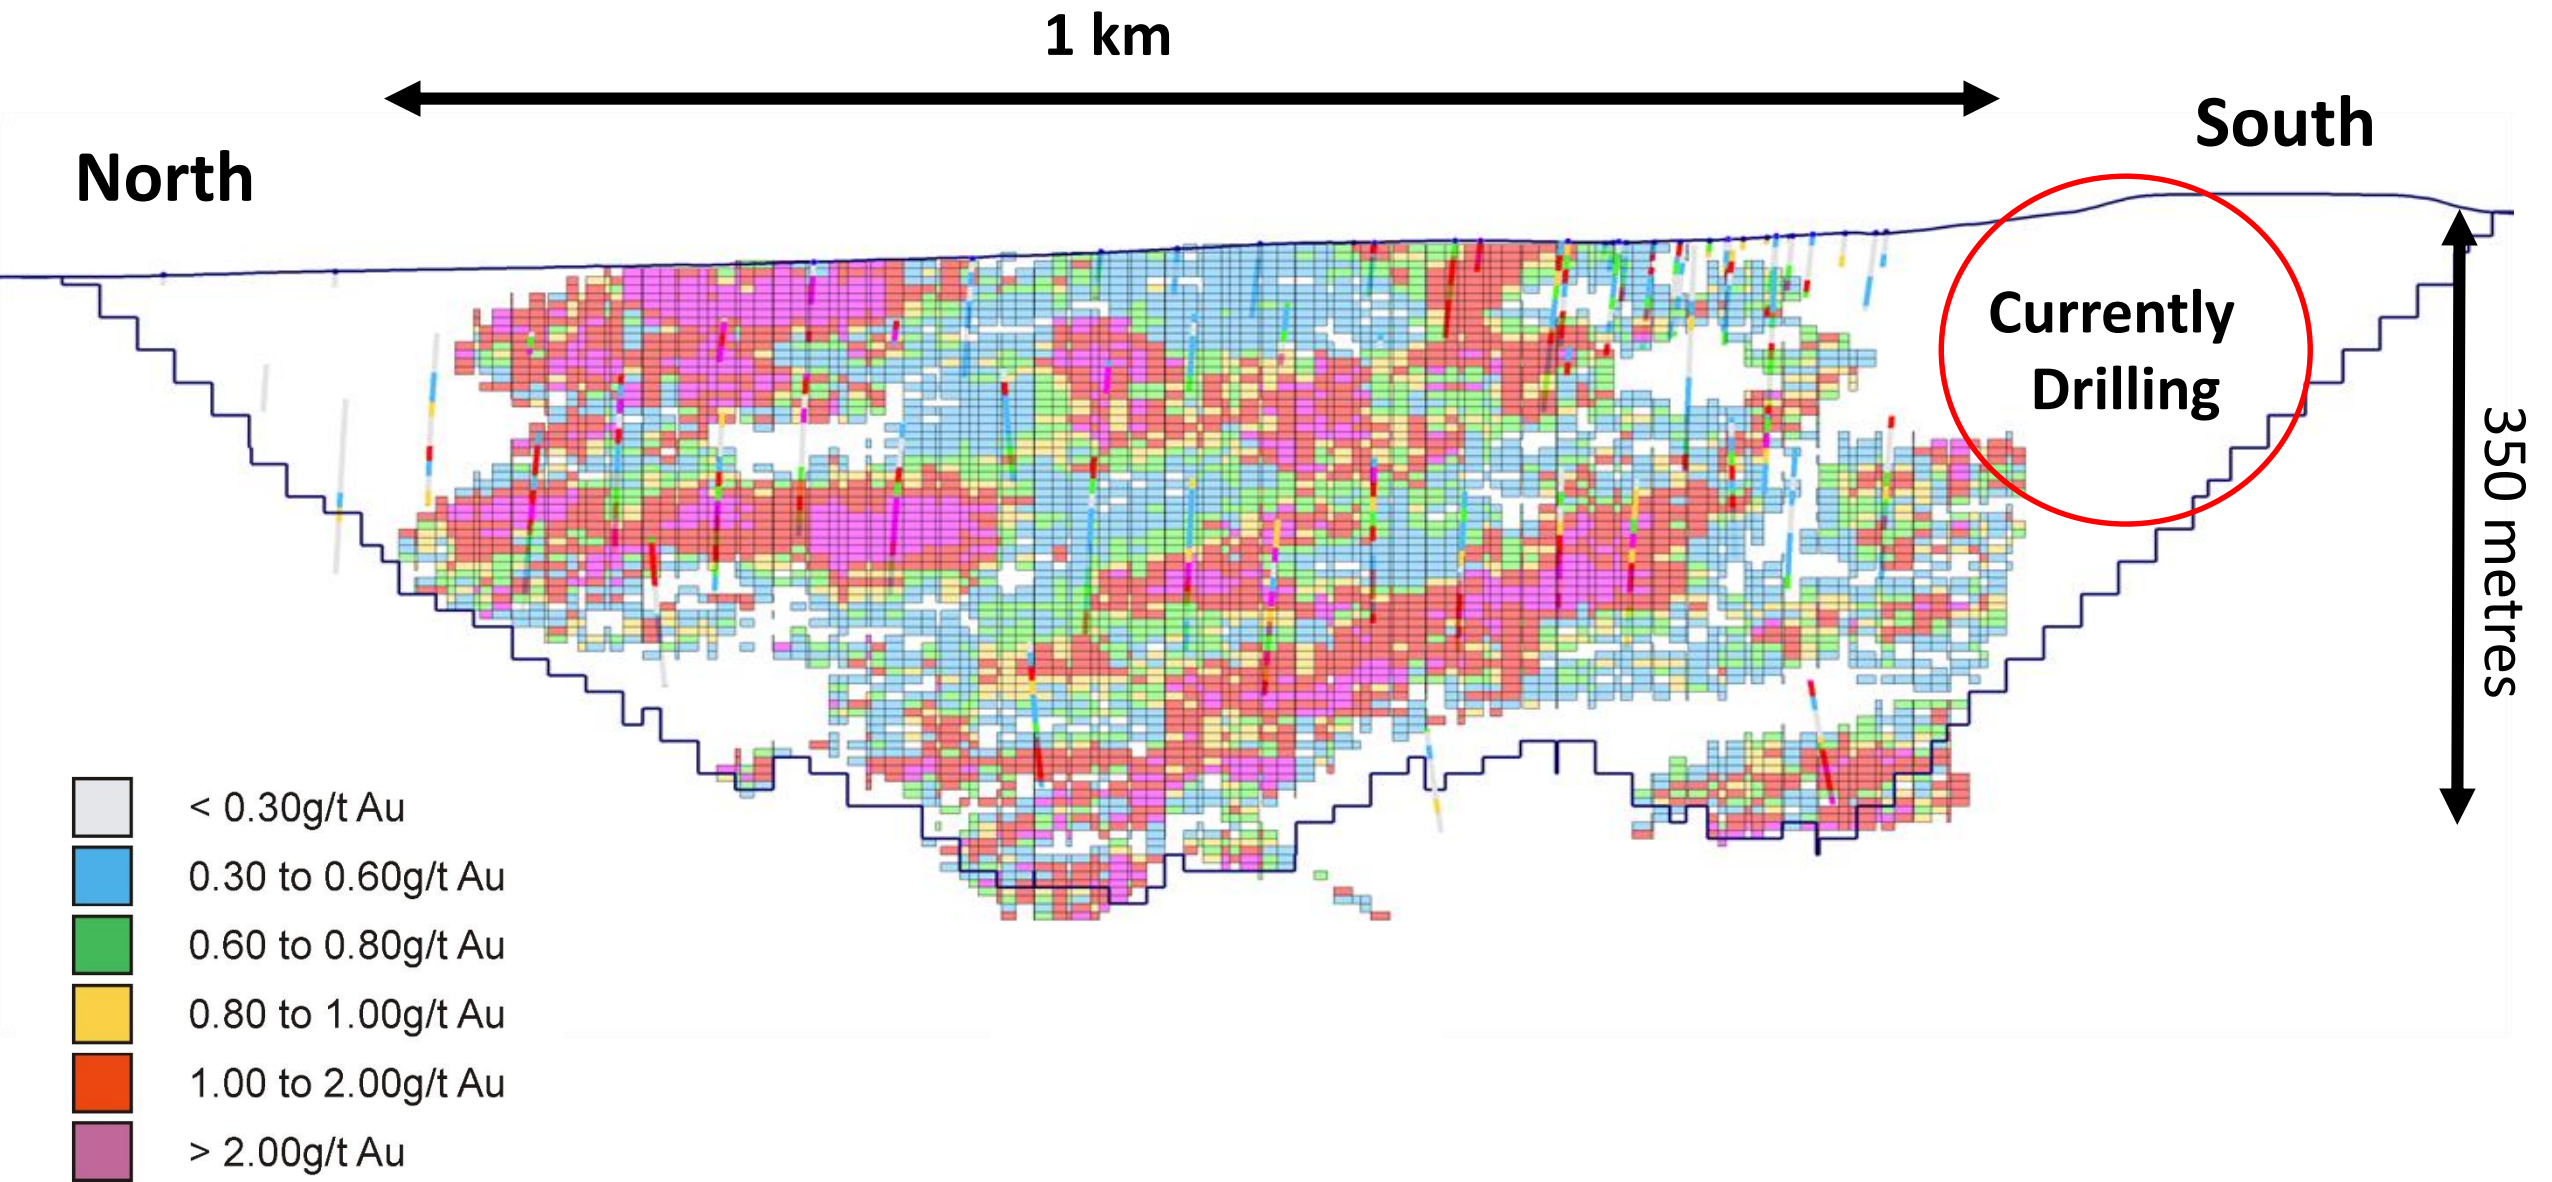 1 km
North
South
Currently
Drilling
350 metres
< 0.30g/t Au
0.30 to 0.60g/t Au
0.60 to 0.80g/t Au
0.80 to 1.00g/t Au
1.00 to 2.00g/t Au
> 2.00g/t Au